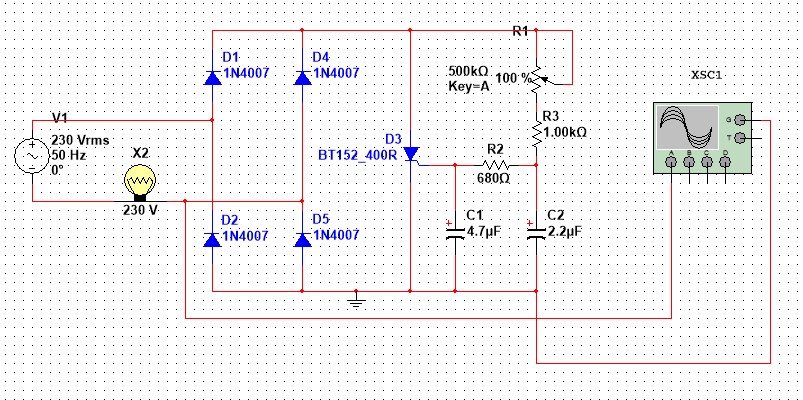 R1
D1
1N4007
D4
1N4007
500kΩ
Key=A
100 %
XSC1
V1
230 Vrms
50 Hz
0°
X2
230 V
D3
BT152_400R
R3
1.00kΩ
R2
680Ω
G
T
A B C D
D2
1N4007
D5
1N4007
C1
4.7µF
C2
2.2µF